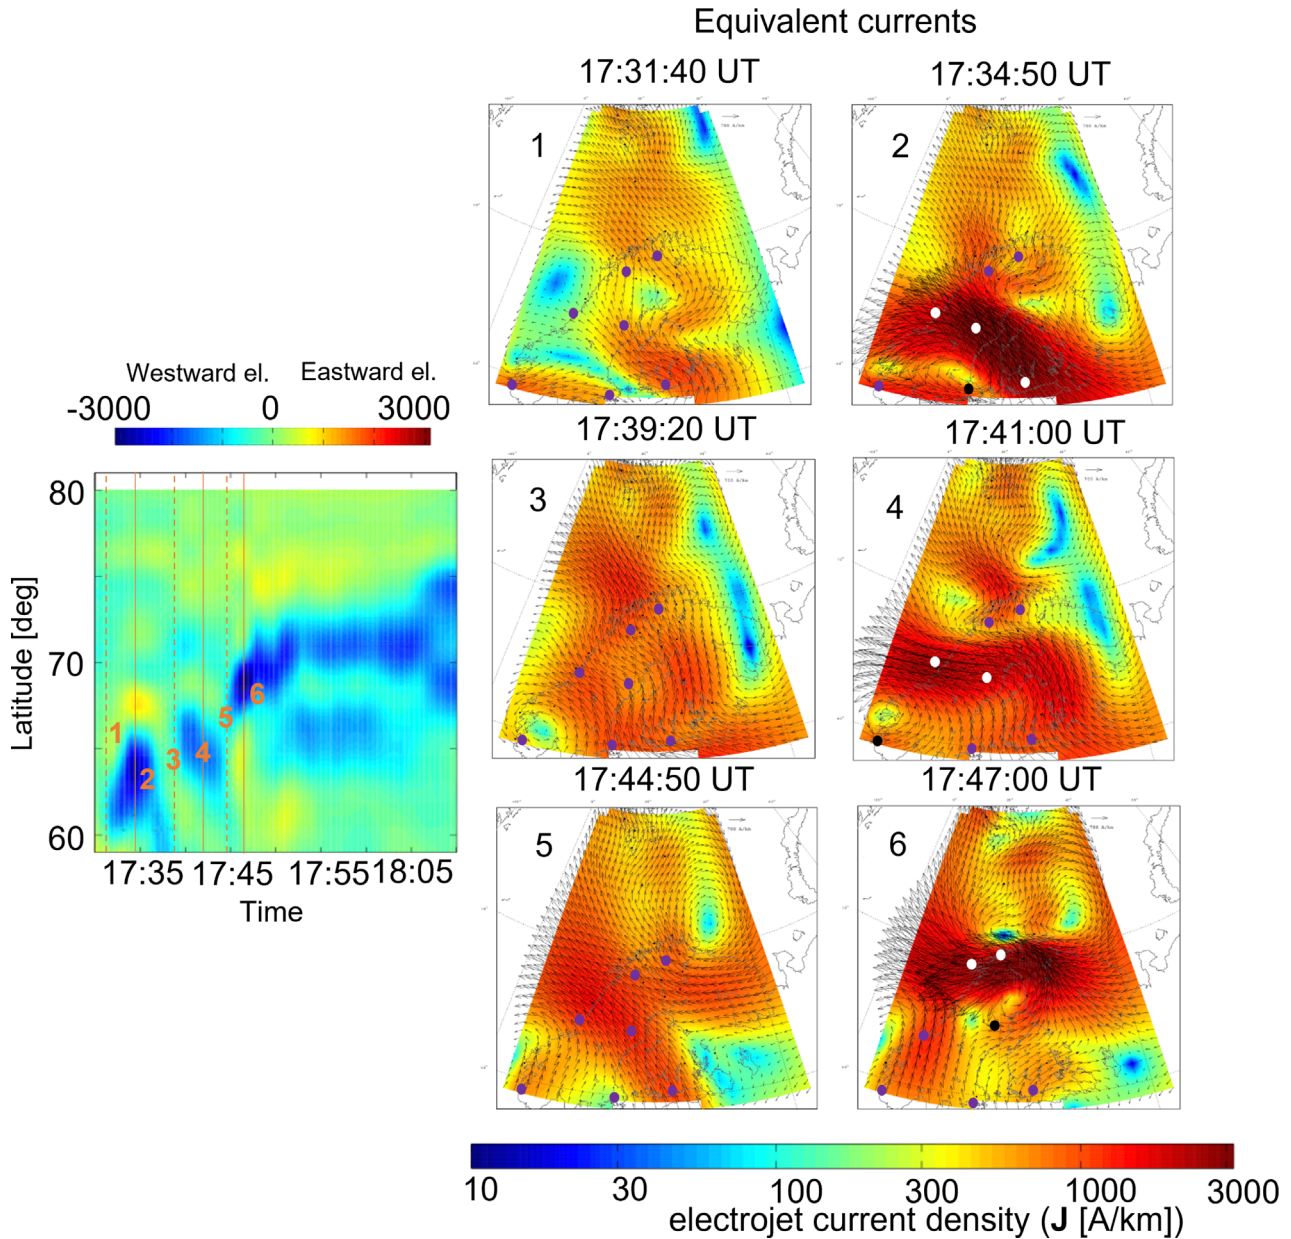 Equivalent currents
17:31:40 UT
17:34:50 UT
1
2
17:39:20 UT
17:41:00 UT
3
4
17:44:50 UT
17:47:00 UT
5
6
Westward el. Eastward el.
-3000 0 3000
80
70
60
Latitude [deg]
1
2
3
4
5
6
17:35 17:45 17:55 18:05
Time
10 30 100 300 1000 3000
electrojet current density (J [A/km])